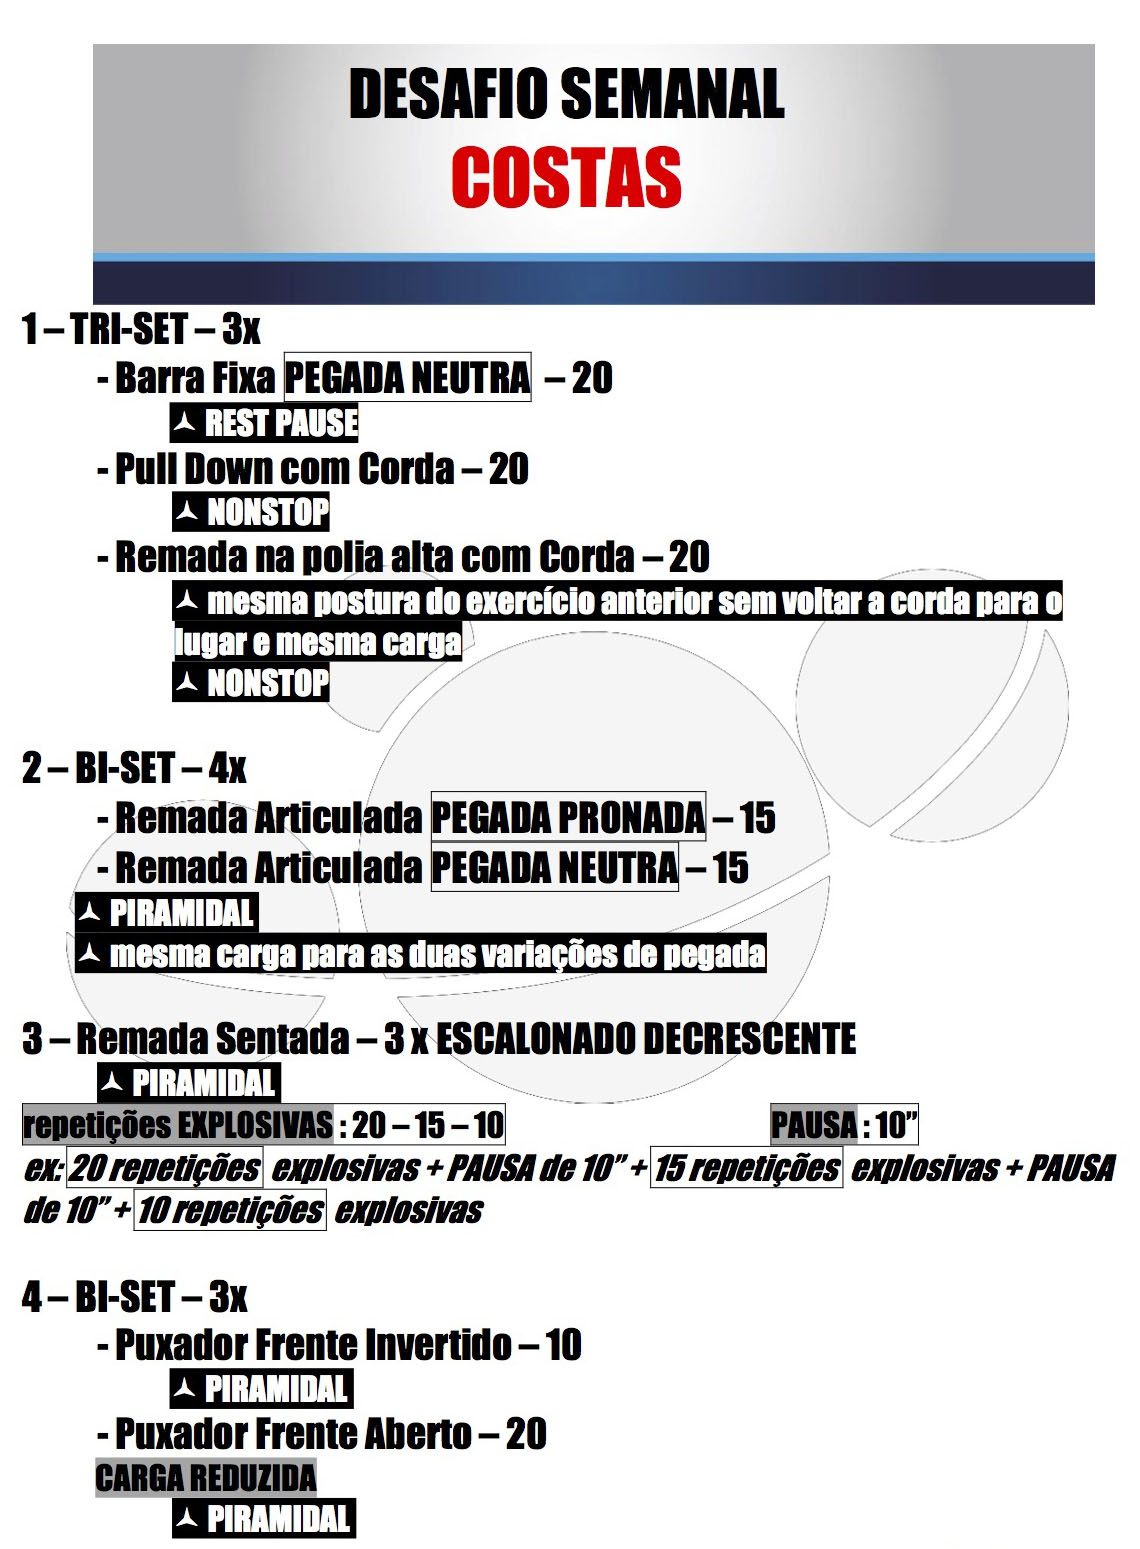 DESAFIO SEMANAL
COSTAS
1 – TRI-SET – 3x
- Barra Fixa PEGADA NEUTRA – 20
REST PAUSE
- Pull Down com Corda – 20
NONSTOP
- Remada na polia alta com Corda – 20
mesma postura do exercício anterior sem voltar a corda para o
lugar e mesma carga
NONSTOP
2 – BI-SET – 4x
- Remada Articulada PEGADA PRONADA – 15
- Remada Articulada PEGADA NEUTRA – 15
PIRAMIDAL
mesma carga para as duas variações de pegada
3 – Remada Sentada – 3 x ESCALONADO DECRESCENTE
PIRAMIDAL
repetições EXPLOSIVAS : 20 – 15 – 10 PAUSA : 10”
ex: 20 repetições explosivas + PAUSA de 10” + 15 repetições explosivas + PAUSA
de 10” + 10 repetições explosivas
4 – BI-SET – 3x
- Puxador Frente Invertido – 10
PIRAMIDAL
- Puxador Frente Aberto – 20
CARGA REDUZIDA
PIRAMIDAL